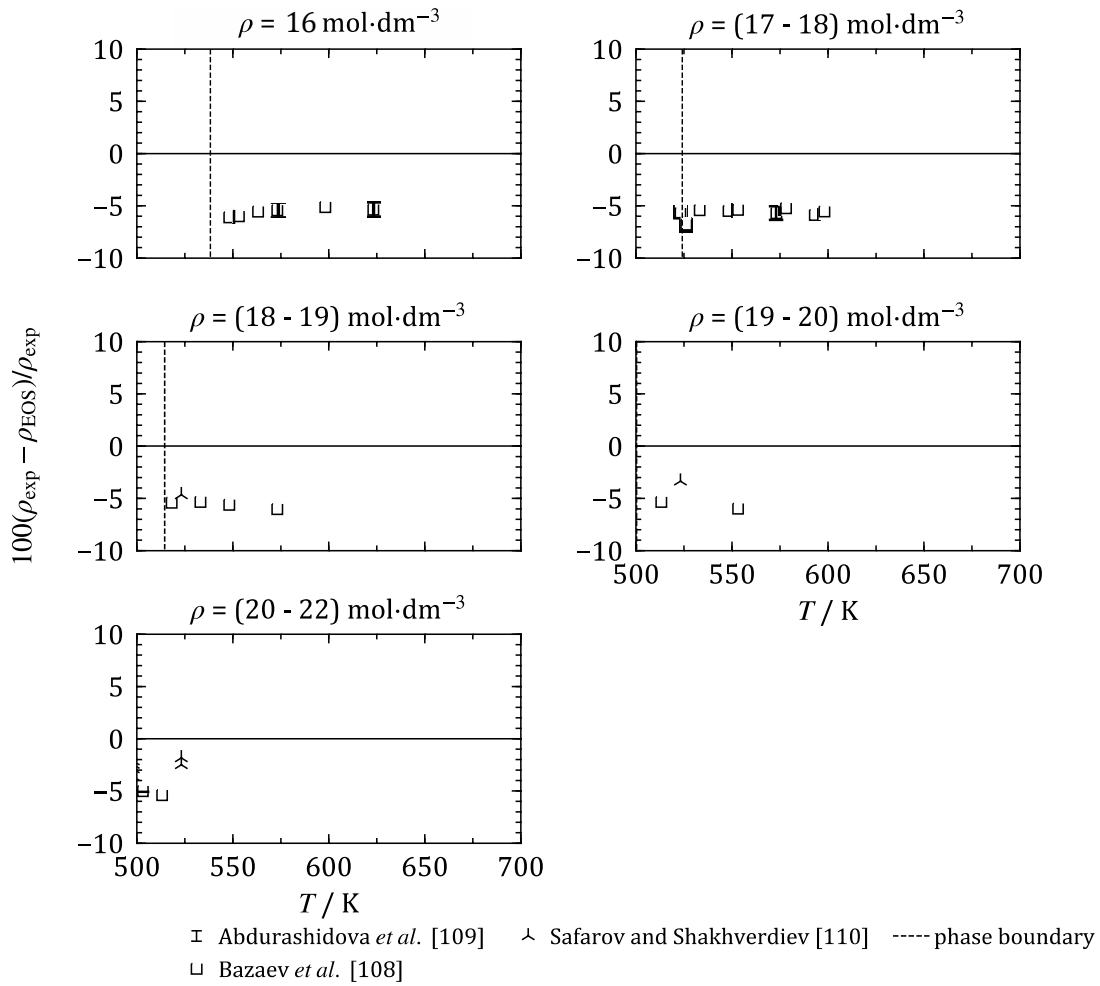 ρ = 16 mol·dm⁻³
ρ = (17 - 18) mol·dm⁻³
10
5
0
−5
−10
10
5
0
−5
−10
ρ = (18 - 19) mol·dm⁻³
ρ = (19 - 20) mol·dm⁻³
100(ρexp − ρEOS)/ρexp
10
5
0
−5
−10
10
5
0
−5
−10
500 550 600 650 700
T / K
ρ = (20 - 22) mol·dm⁻³
10
5
0
−5
−10
500 550 600 650 700
T / K
Abdurashidova et al. [109] Safarov and Shakhverdiev [110] phase boundary
Bazaev et al. [108]